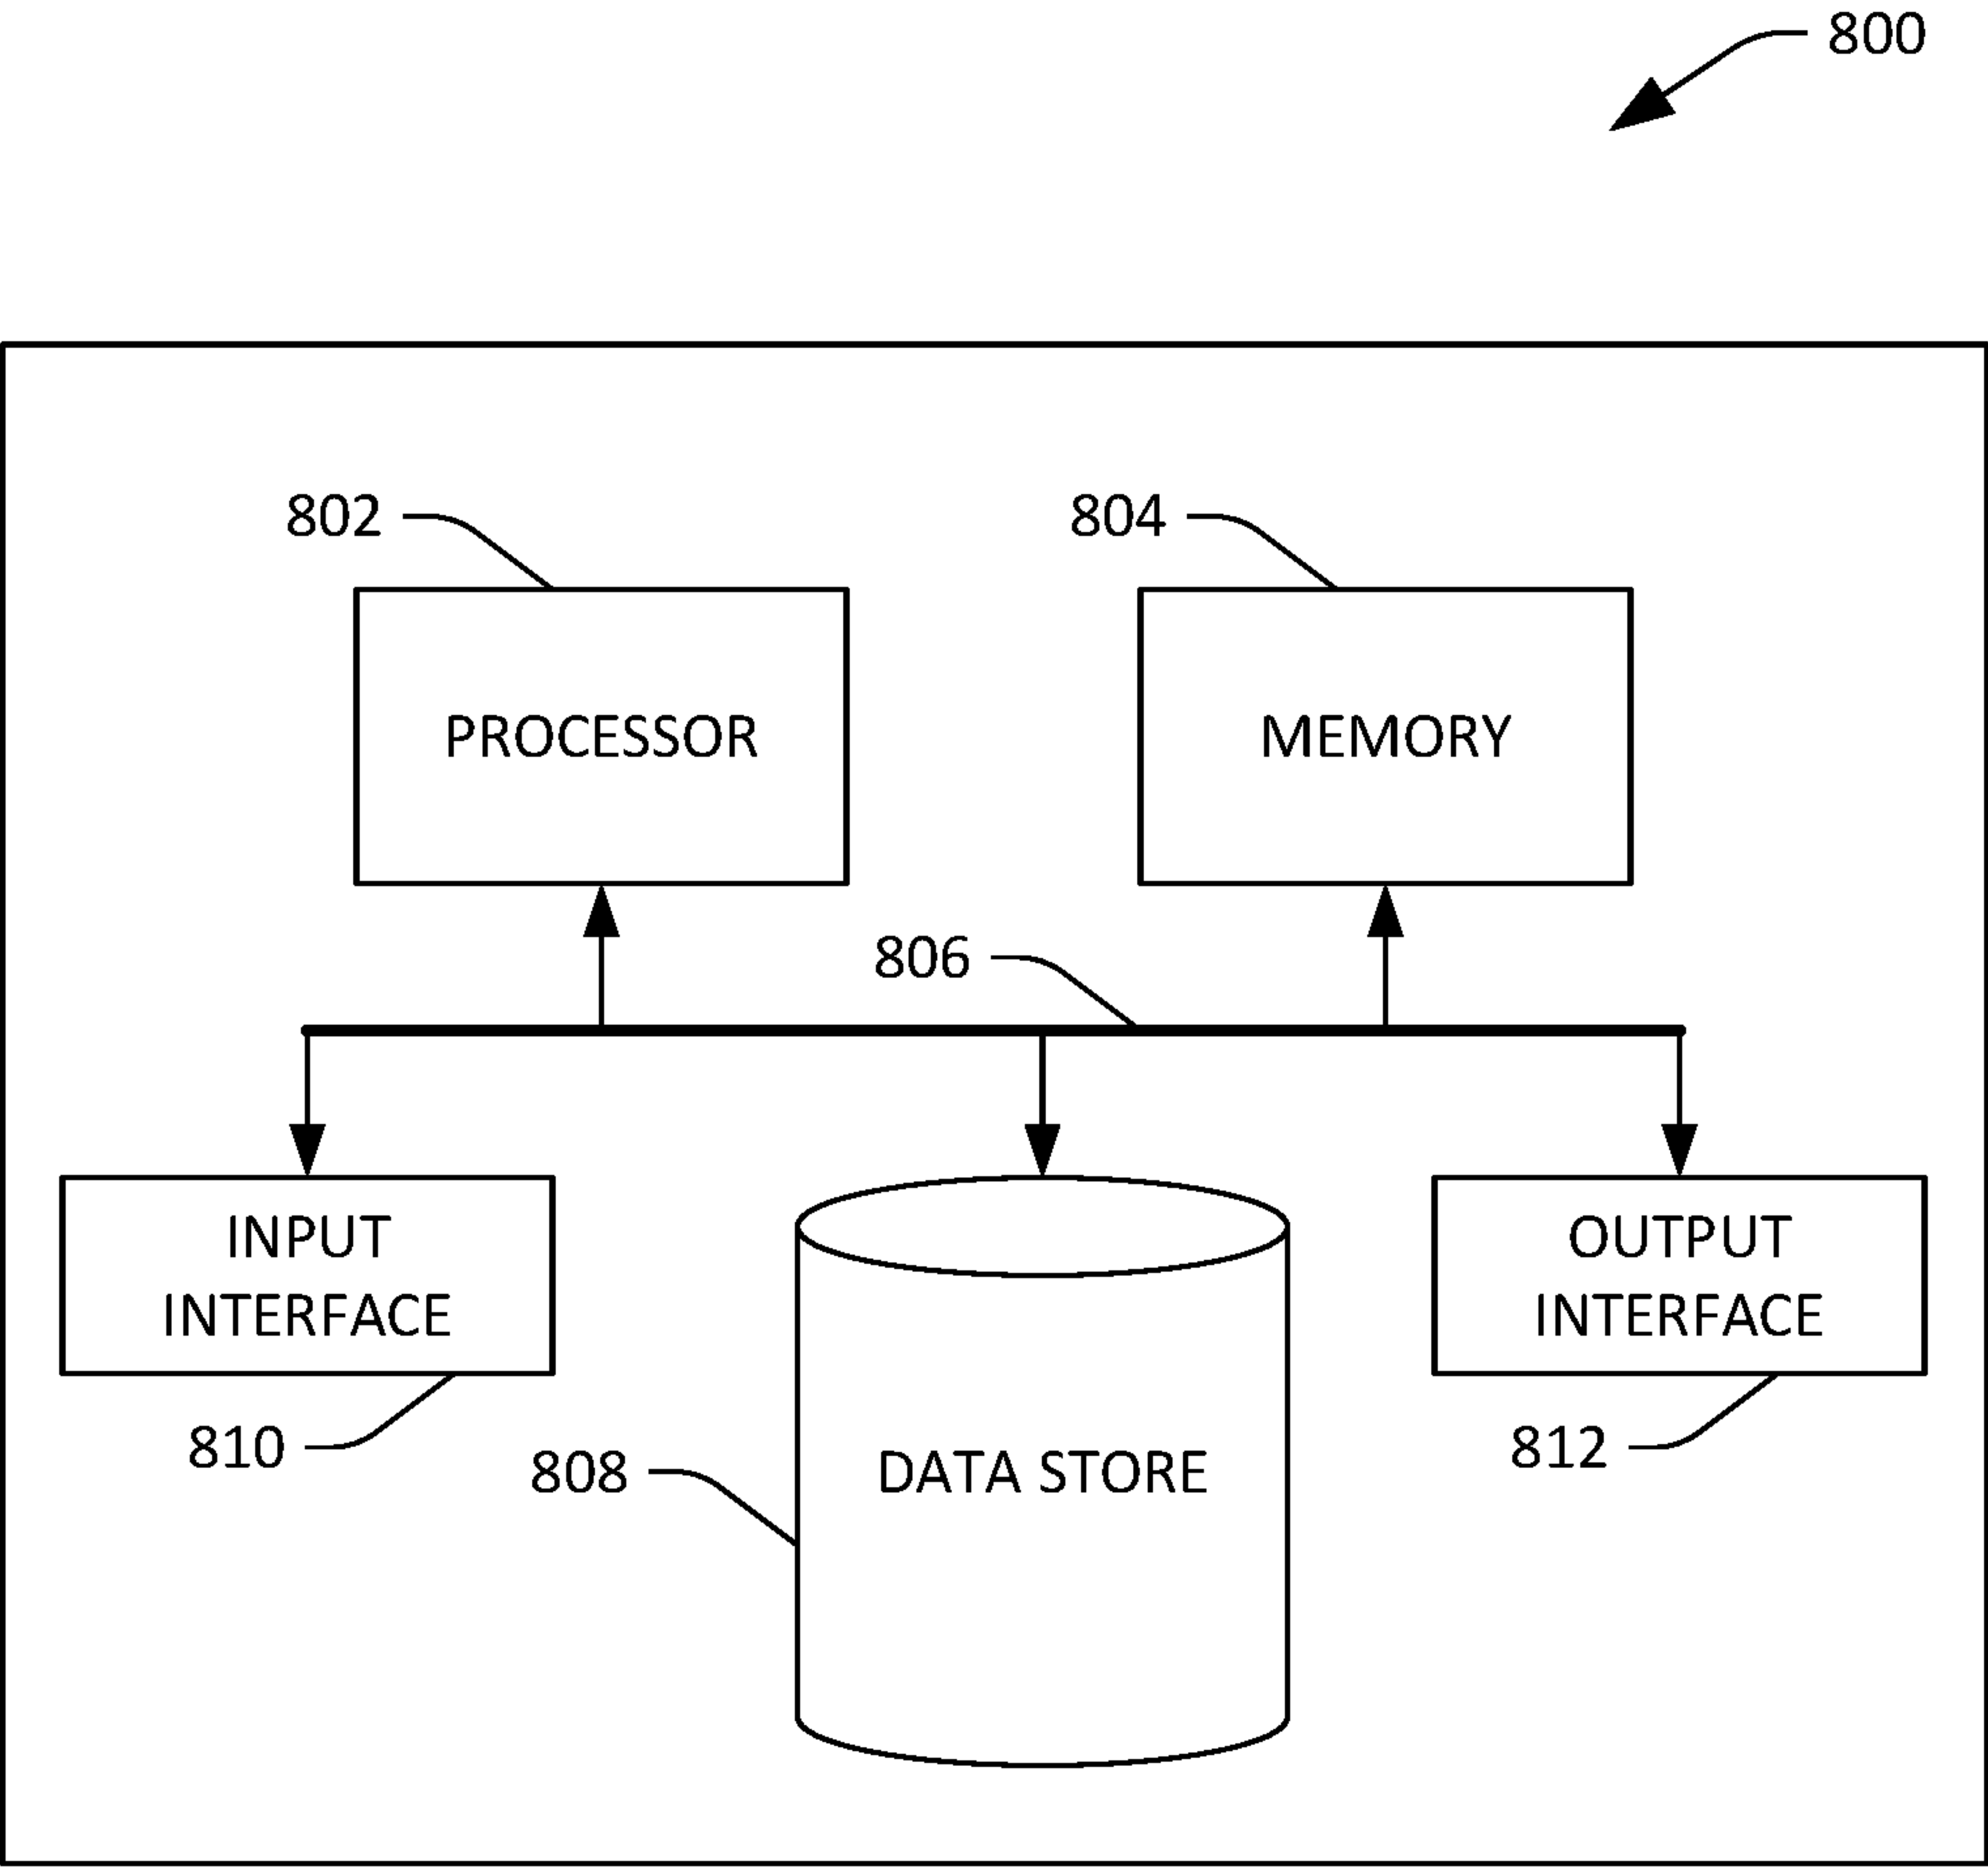 800
802
804
PROCESSOR
MEMORY
806
INPUT
INTERFACE
OUTPUT
INTERFACE
810
808
DATA STORE
812